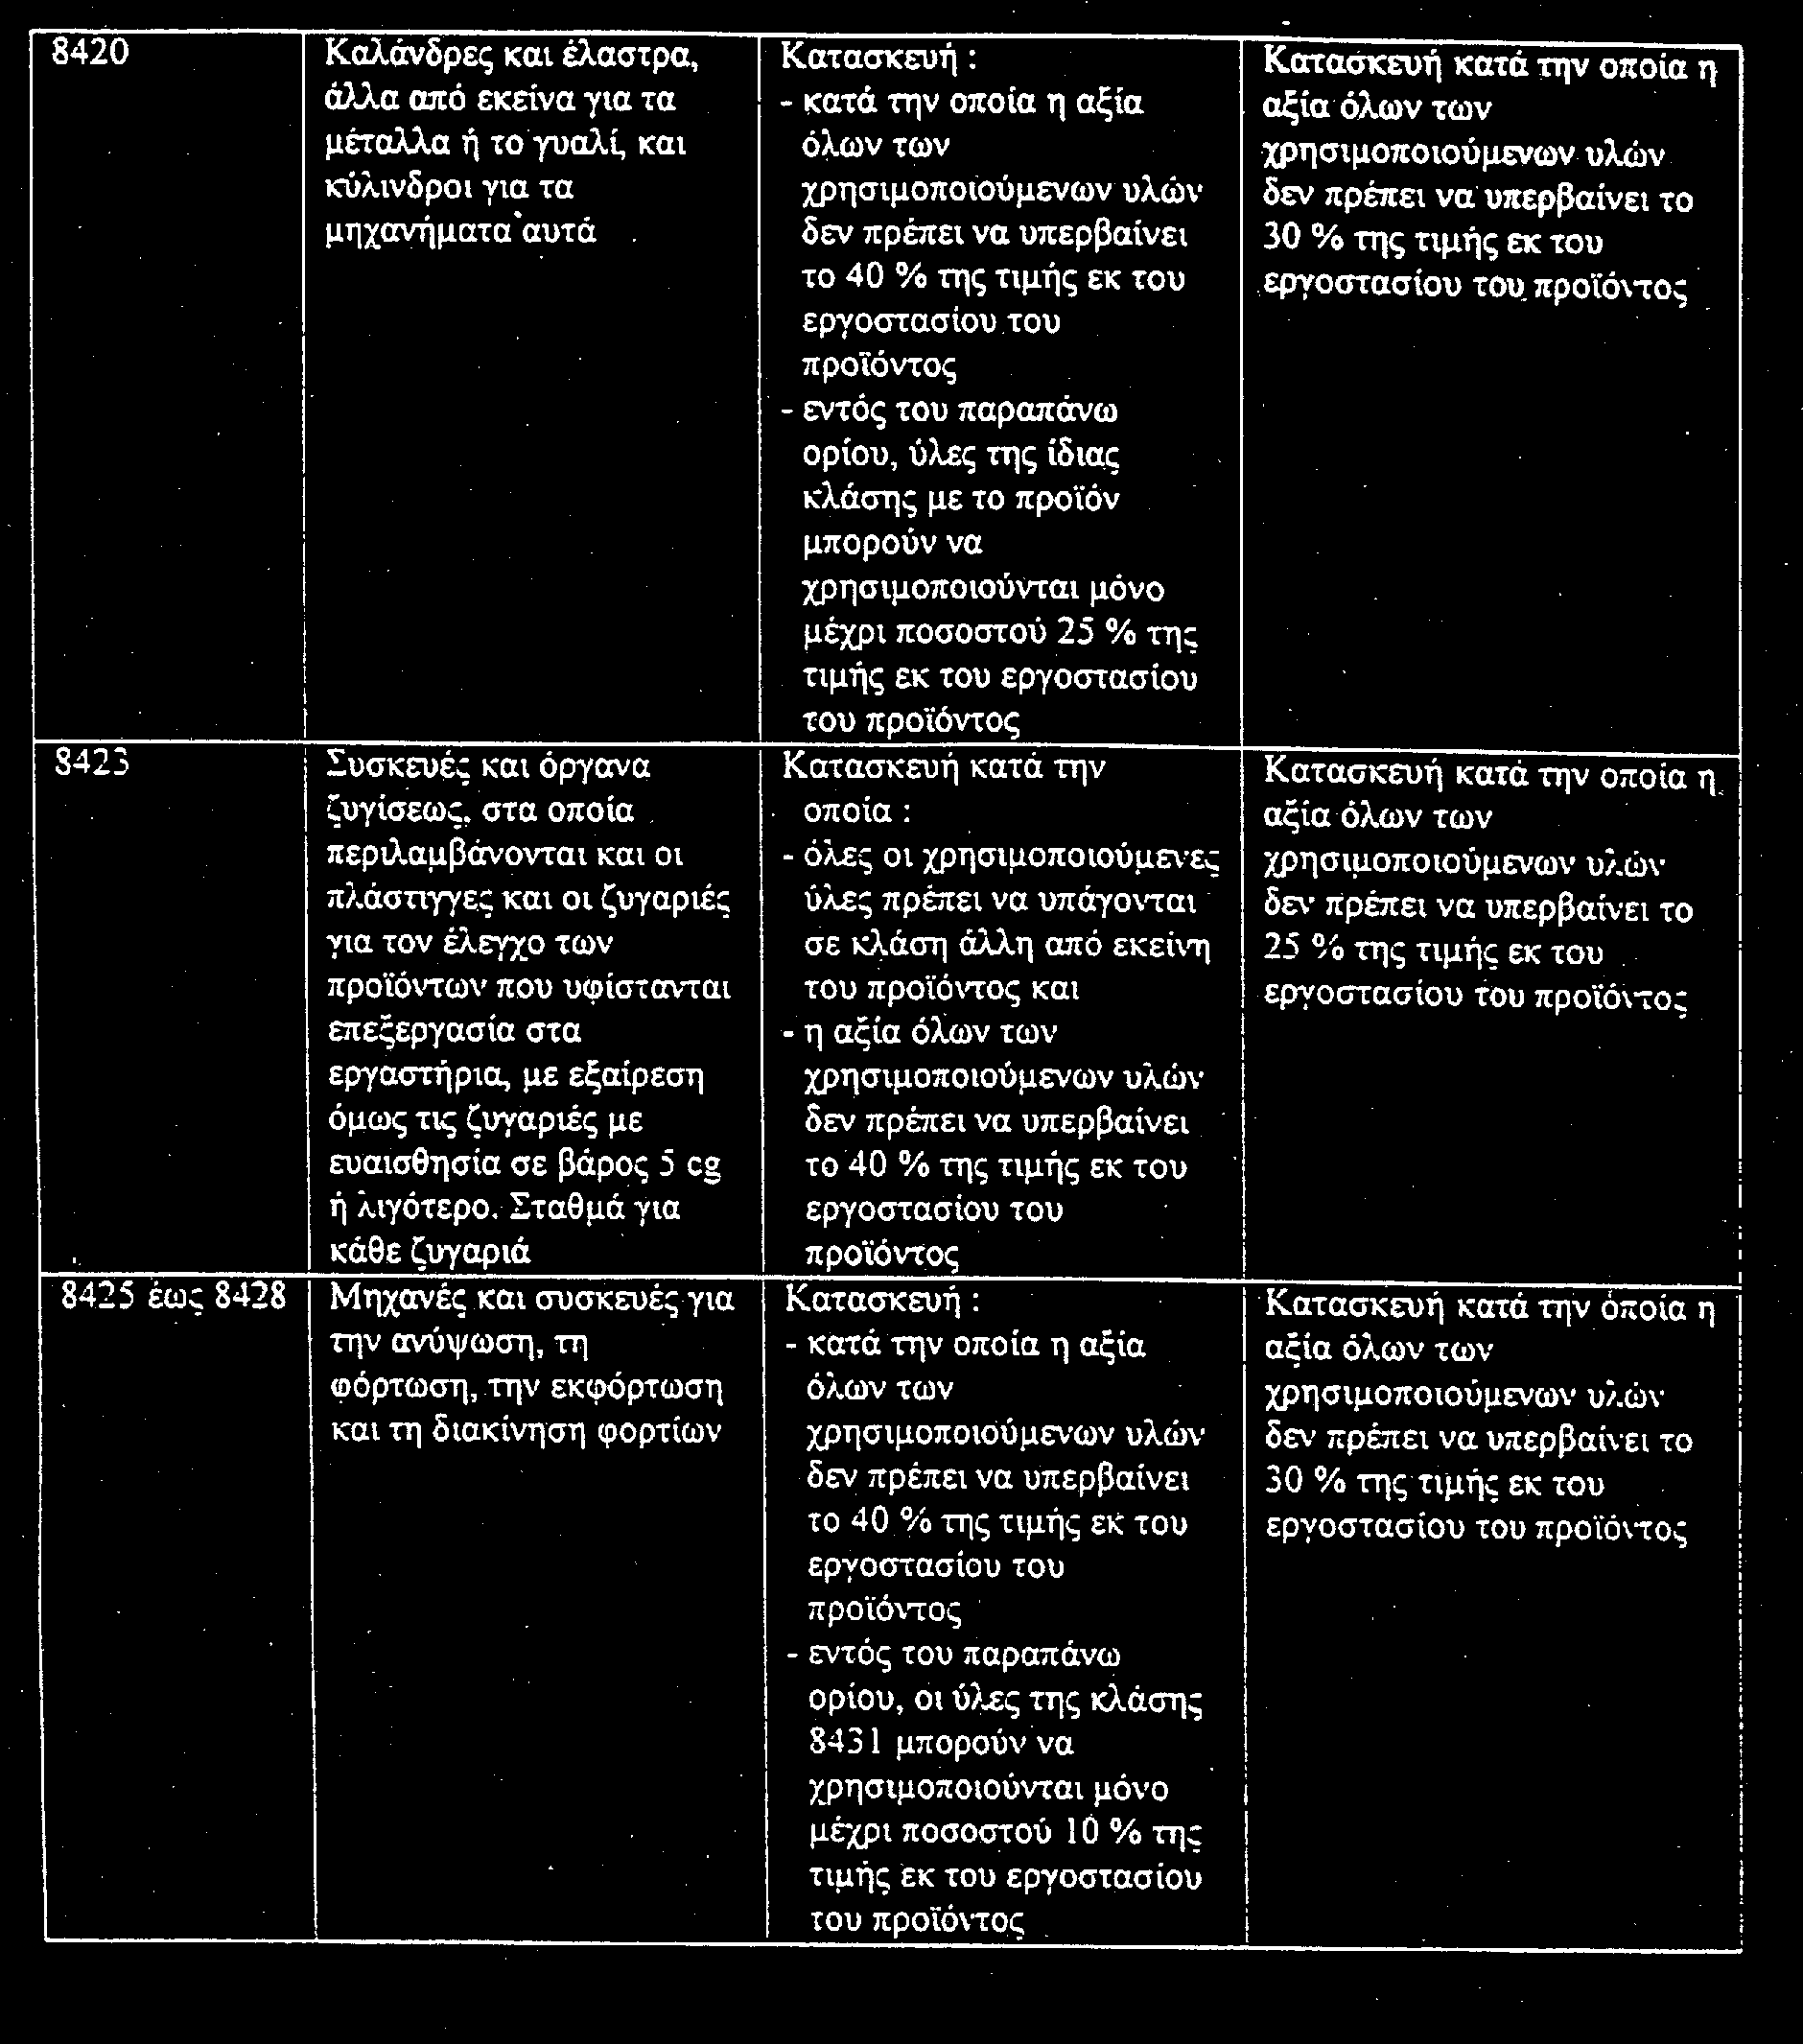 8420
Καλάνδρες και έλαστρα,
άλλα από εκείνα για τα
μέταλλα ή το γυαλί, και
κύλινδροι για τα
μηχανήματα αυτά
Κατασκευή :
- κατά την οποία η αξία
όλων των
χρησιμοποιούμενων υλών
δεν πρέπει να υπερβαίνει
το 40 % της τιμής εκ του
εργοστασίου του
προϊόντος
- εντός του παραπάνω
ορίου, ύλες της ίδιας
κλάσης με το προϊόν
μπορούν να
χρησιμοποιούνται μόνο
μέχρι ποσοστού 25 % της
τιμής εκ του εργοστασίου
του προϊόντος
Κατασκευή κατά την οποία η
αξία όλων των
χρησιμοποιούμενων υλών
δεν πρέπει να υπερβαίνει το
30 % της τιμής εκ του
εργοστασίου του προϊόντος
8423
Συσκευές και όργανα
ζυγίσεως, στα οποία
περιλαμβάνονται και οι
πλάστιγγες και οι ζυγαριές
για τον έλεγχο των
προϊόντων που υφίστανται
επεξεργασία στα
εργαστήρια, με εξαίρεση
όμως τις ζυγαριές με
ευαισθησία σε βάρος 5 cg
ή λιγότερο. Σταθμά για
κάθε ζυγαριά
Κατασκευή κατά την
οποία :
- όλες οι χρησιμοποιούμενες
ύλες πρέπει να υπάγονται
σε κλάση άλλη από εκείνη
του προϊόντος και
- η αξία όλων των
χρησιμοποιούμενων υλών
δεν πρέπει να υπερβαίνει
το 40 % της τιμής εκ του
εργοστασίου του
προϊόντος
Κατασκευή κατά την οποία η
αξία όλων των
χρησιμοποιούμενων υλών
δεν πρέπει να υπερβαίνει το
25 % της τιμής εκ του
εργοστασίου του προϊόντος
8425 έως 8428
Μηχανές και συσκευές για
την ανύψωση, τη
φόρτωση, την εκφόρτωση
και τη διακίνηση φορτίων
Κατασκευή :
- κατά την οποία η αξία
όλων των
χρησιμοποιούμενων υλών
δεν πρέπει να υπερβαίνει
το 40 % της τιμής εκ του
εργοστασίου του
προϊόντος
- εντός του παραπάνω
ορίου, οι ύλες της κλάσης
8431 μπορούν να
χρησιμοποιούνται μόνο
μέχρι ποσοστού 10 % της
τιμής εκ του εργοστασίου
του προϊόντος
Κατασκευή κατά την οποία η
αξία όλων των
χρησιμοποιούμενων υλών
δεν πρέπει να υπερβαίνει το
30 % της τιμής εκ του
εργοστασίου του προϊόντος